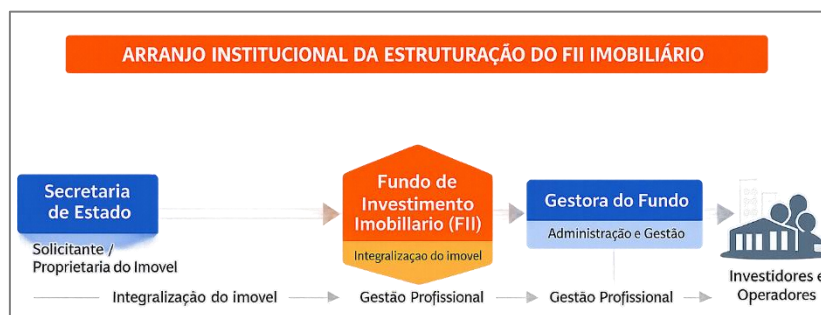 ARRANJO INSTITUCIONAL DA ESTRUTURAÇÃO DO FII IMOBILIÁRIO
Secretaria
de Estado
Solicitante /
Proprietaria do Imovel
Fundo de
Investimento
Imobillario (FII)
Integralizaçao do imovel
Gestora do Fundo
Administração e Gestão
Investidores e
Operadores
Integralização do imovel
Gestão Profissional
Gestão Profissional